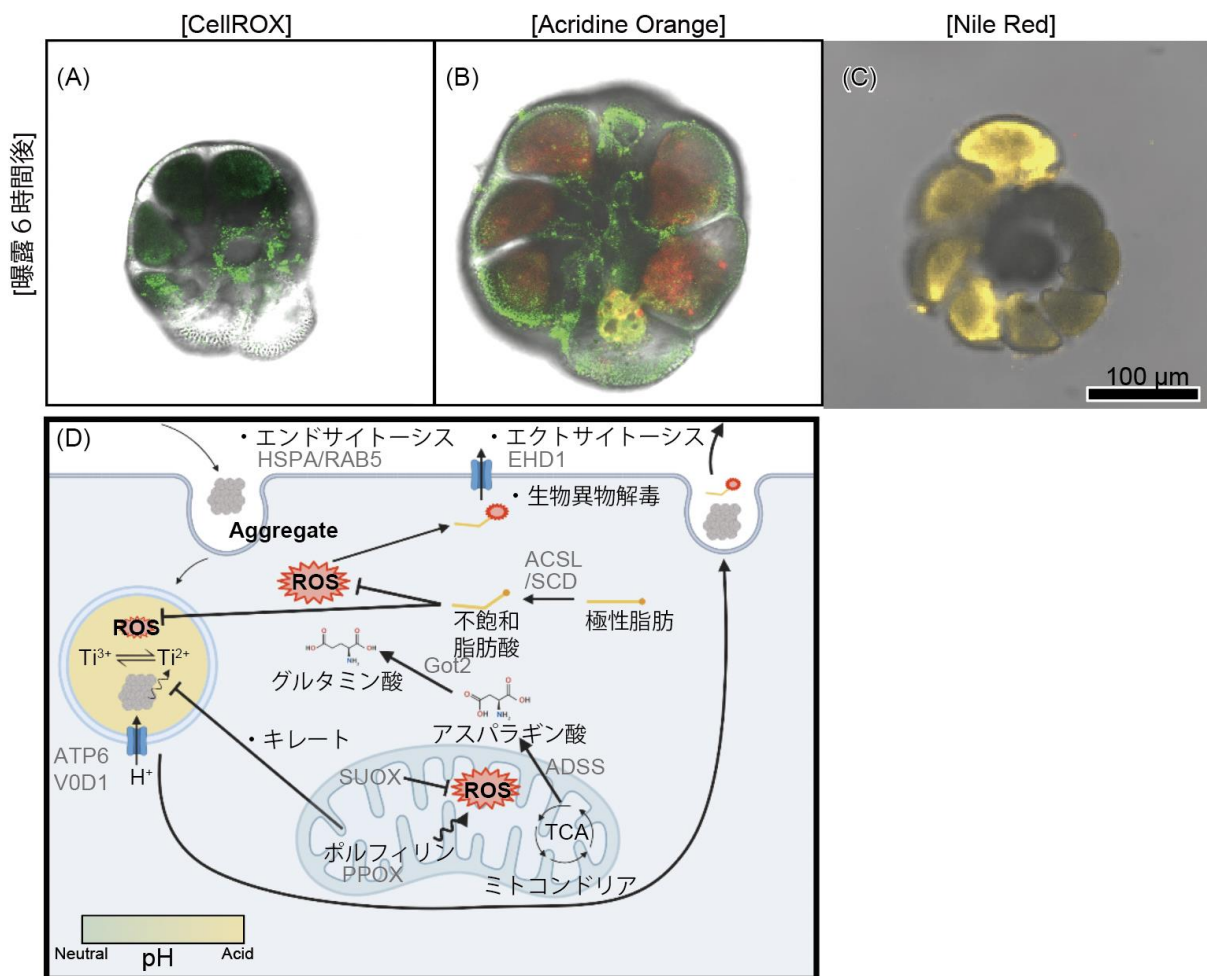 [CellROX]
[Acridine Orange]
[Nile Red]
[曝露6時間後]
(A)
(B)
(C)
100 µm
(D)
・エンドサイトーシス
HSPA/RAB5
・エクトサイトーシス
EHD1
・生物異物解毒
Aggregate
ROS
ACSL
/SCD
不飽和
脂肪酸
極性脂肪
ROS
Ti3+
Ti2+
グルタミン酸
Got2
アスパラギン酸
ADSS
・キレート
ATP6
V0D1
H+
SUOX
ROS
TCA
ポルフィリン
PPOX
ミトコンドリア
Neutral
pH
Acid